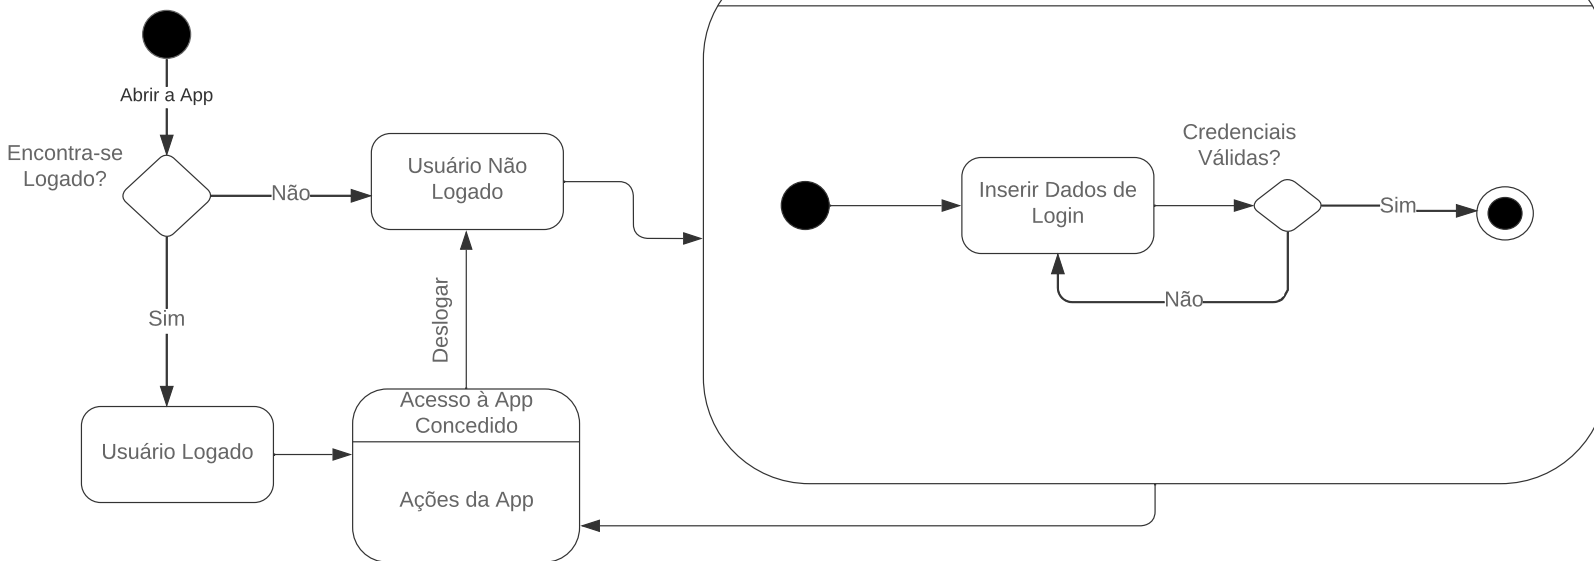 Abrir a App
Encontra-se
Logado?
Não
Usuário Não
Logado
Sim
Deslogar
Usuário Logado
Acesso à App
Concedido
Ações da App
Inserir Dados de
Login
Credenciais
Válidas?
Sim
Não